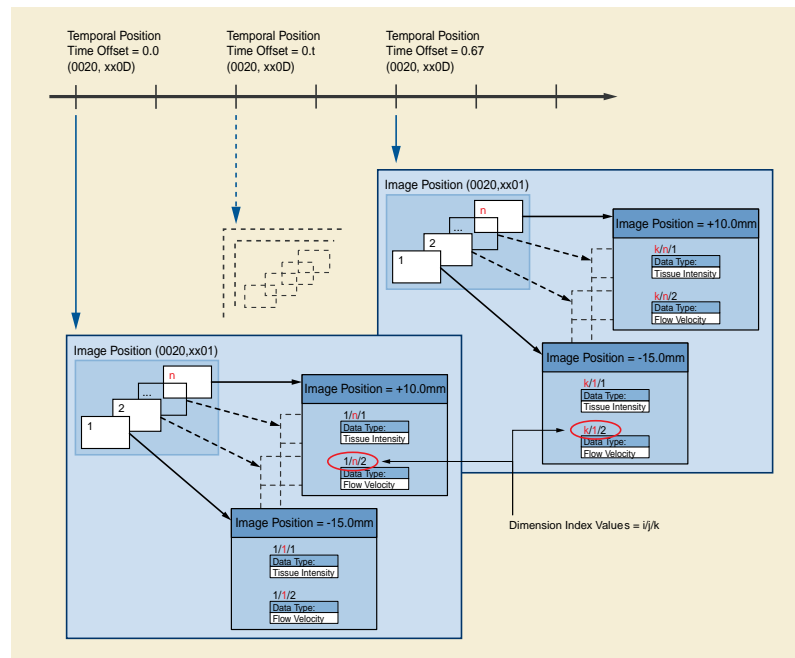 Temporal Position
Time Offset = 0.0
(0020, xx0D)
Temporal Position
Time Offset = 0.t
(0020, xx0D)
Temporal Position
Time Offset = 0.67
(0020, xx0D)
Image Position (0020,xx01)
n
...
2
1
Image Position = +10.0mm
k/n/1
Data Type:
Tissue Intensity
k/n/2
Data Type:
Flow Velocity
Image Position = -15.0mm
k/1/1
Data Type:
Tissue Intensity
k/1/2
Data Type:
Flow Velocity
Image Position (0020,xx01)
n
...
2
1
Image Position = +10.0mm
1/n/1
Data Type:
Tissue Intensity
1/n/2
Data Type:
Flow Velocity
Image Position = -15.0mm
1/1/1
Data Type:
Tissue Intensity
1/1/2
Data Type:
Flow Velocity
Dimension Index Values = i/j/k